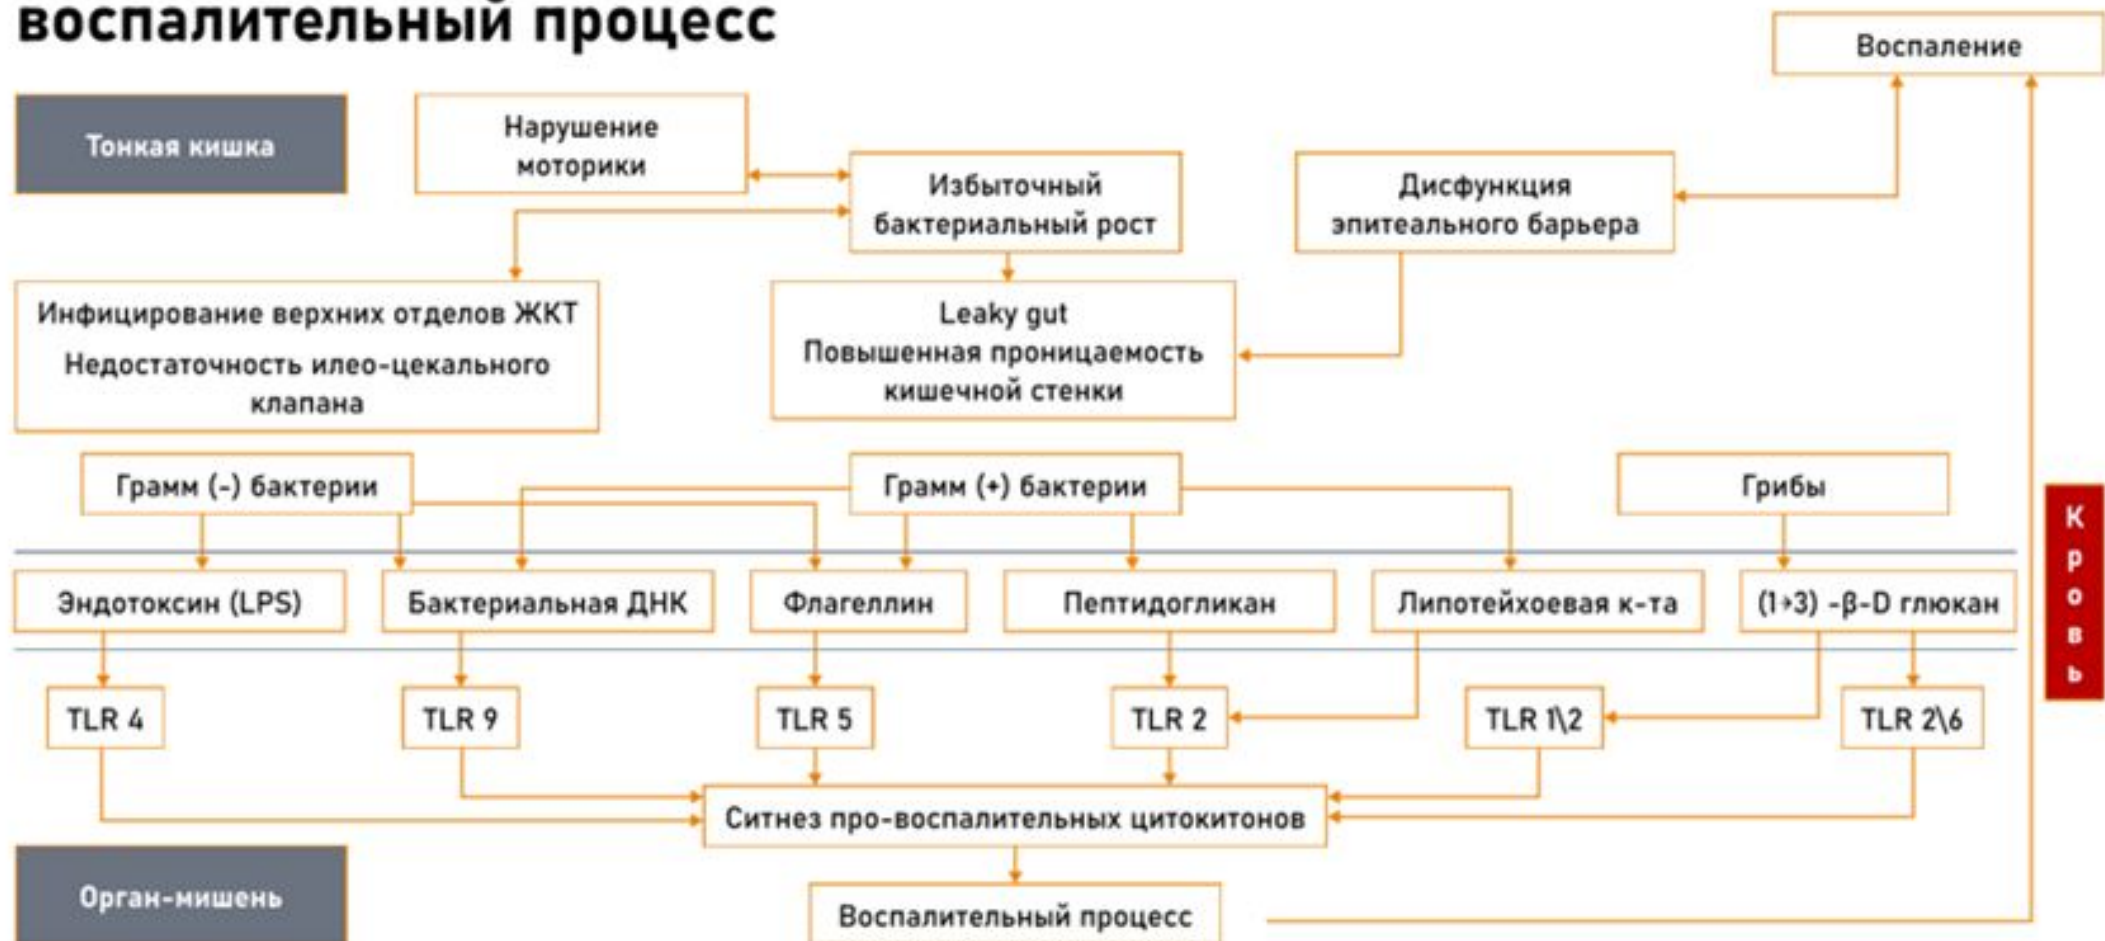 воспалительный процесс
Воспаление
Тонкая кишка
Нарушение
моторики
Избыточный
бактериальный рост
Дисфункция
эпитеального барьера
Инфицирование верхних отделов ЖКТ
Недостаточность илео-цекального
клапана
Leaky gut
Повышенная проницаемость
кишечной стенки
Грамм (-) бактерии
Грамм (+) бактерии
Грибы
Кровь
Эндотоксин (LPS)
Бактериальная ДНК
Флагеллин
Пептидогликан
Липотейхоевая к-та
(1→3) -β-D глюкан
TLR 4
TLR 9
TLR 5
TLR 2
TLR 1\2
TLR 2\6
Ситнез про-воспалительных цитокитонов
Орган-мишень
Воспалительный процесс